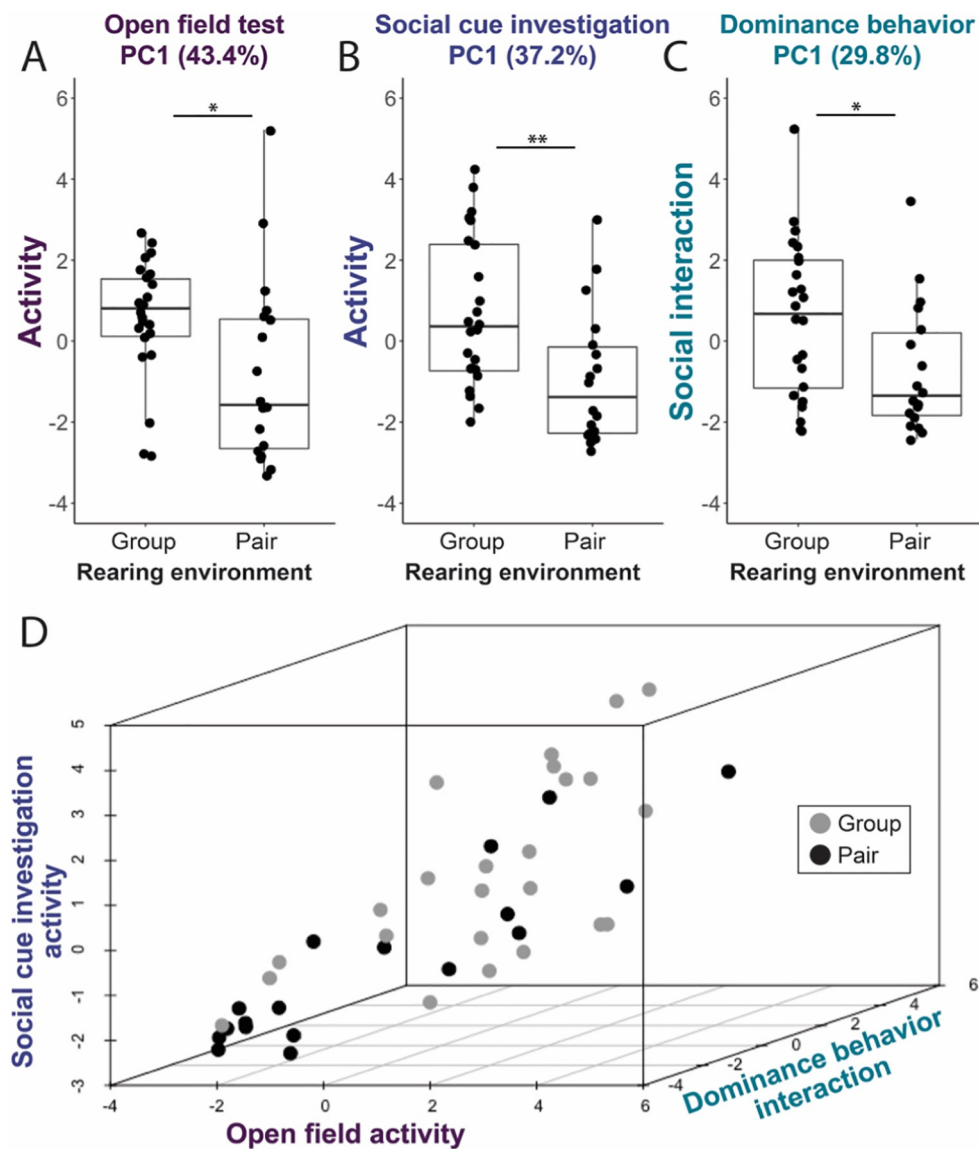 A
Open field test
PC1 (43.4%)
*
6
4
2
0
-2
-4
Activity
Group Pair
Rearing environment
B
Social cue investigation
PC1 (37.2%)
**
6
4
2
0
-2
-4
Activity
Group Pair
Rearing environment
C
Dominance behavior
PC1 (29.8%)
*
6
4
2
0
-2
-4
Social interaction
Group Pair
Rearing environment
D
5
4
3
2
1
0
-1
-2
-3
Social cue investigation
activity
-4 -2 0 2 4 6
Open field activity
-4 -2 0 2 4 6
Dominance behavior
interaction
Group
Pair